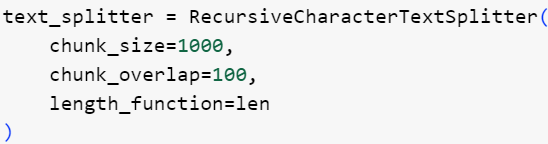 text_splitter = RecursiveCharacterTextSplitter(
    chunk_size=1000,
    chunk_overlap=100,
    length_function=len
)